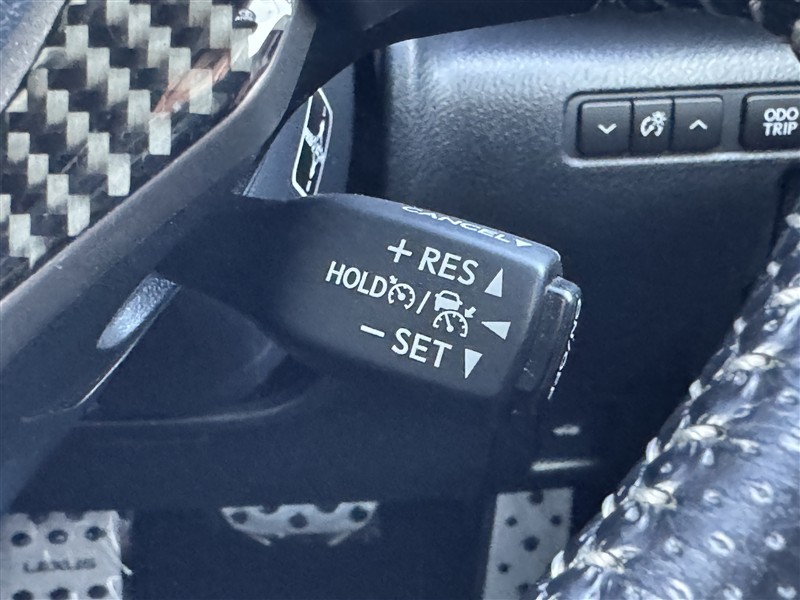 ODO
TRIP
CANCEL▼
+ RES ▲
HOLD / ◀
− SET ▼
LEXUS